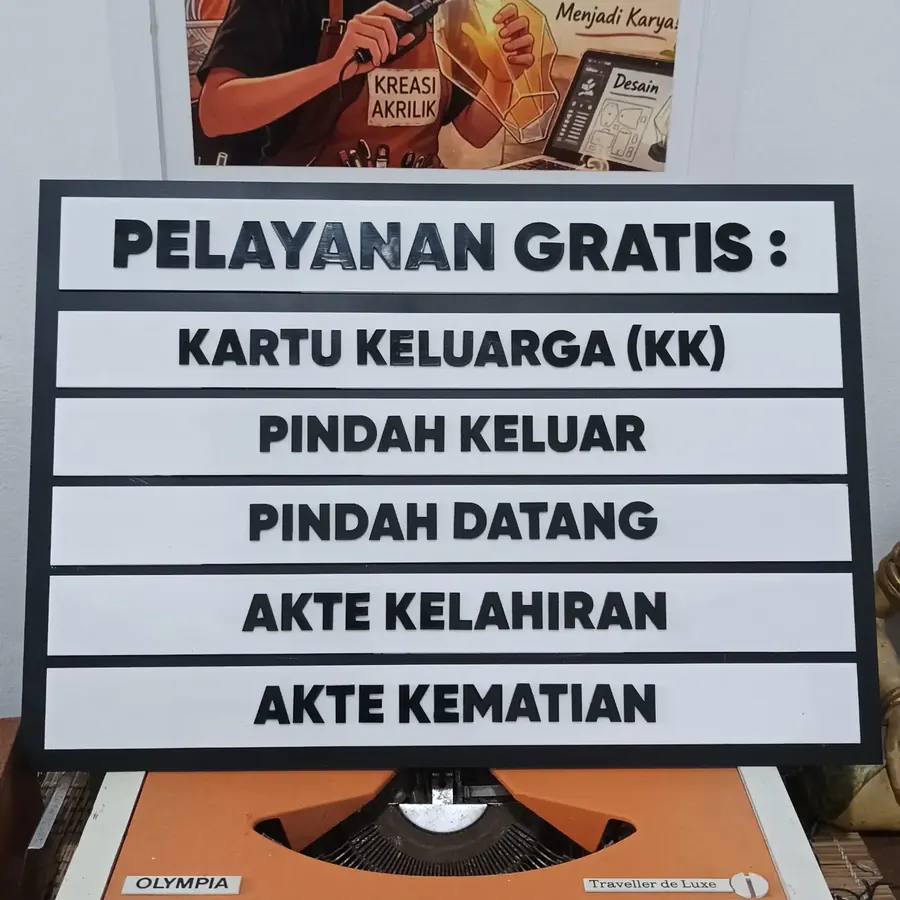 Menjadi Karya!
Desain
KREASI
AKRILIK
PELAYANAN GRATIS :
KARTU KELUARGA (KK)
PINDAH KELUAR
PINDAH DATANG
AKTE KELAHIRAN
AKTE KEMATIAN
OLYMPIA
Traveller de Luxe